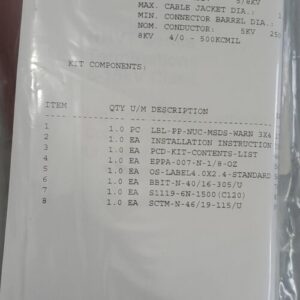 5/8KV
MAX. CABLE JACKET DIA.: 1
MIN. CONNECTOR BARREL DIA.:
NOM. CONDUCTOR: 5KV 250
8KV 4/0 - 500KCMIL
KIT COMPONENTS:
ITEM QTY U/M DESCRIPTION
1 1.0 PC LBL-PP-NUC-MSDS-WARN 3X4
2 1.0 EA INSTALLATION INSTRUCTION
3 1.0 EA PCD-KIT-CONTENTS-LIST
4 1.0 EA EPPA-007-N-1/8-OZ
5 1.0 EA OS-LABEL4.0X2.4-STANDARD
6 1.0 EA BBIT-N-40/16-305/U
7 1.0 EA S1119-6N-1500(C120)
8 1.0 EA SCTM-N-46/19-115/U